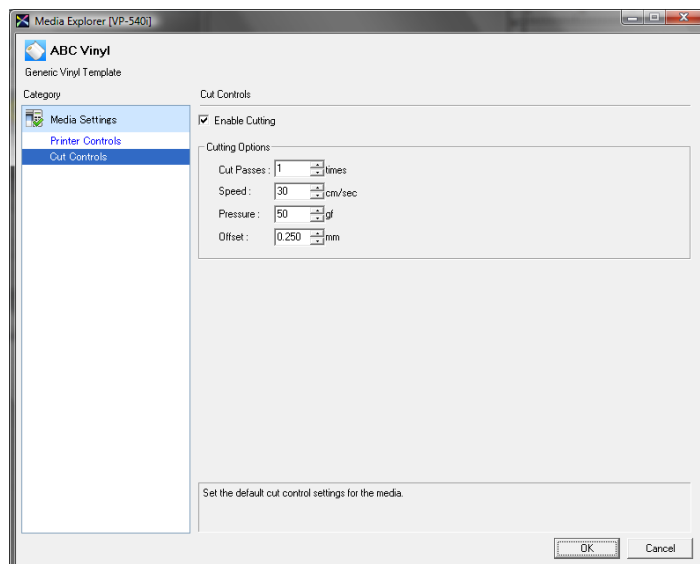 Media Explorer [VP-540i]
ABC Vinyl
Generic Vinyl Template
Category
Media Settings
Printer Controls
Cut Controls
Cut Controls
Enable Cutting
Cutting Options
Cut Passes : 1 times
Speed : 30 cm/sec
Pressure : 50 gf
Offset : 0.250 mm
Set the default cut control settings for the media.
OK Cancel